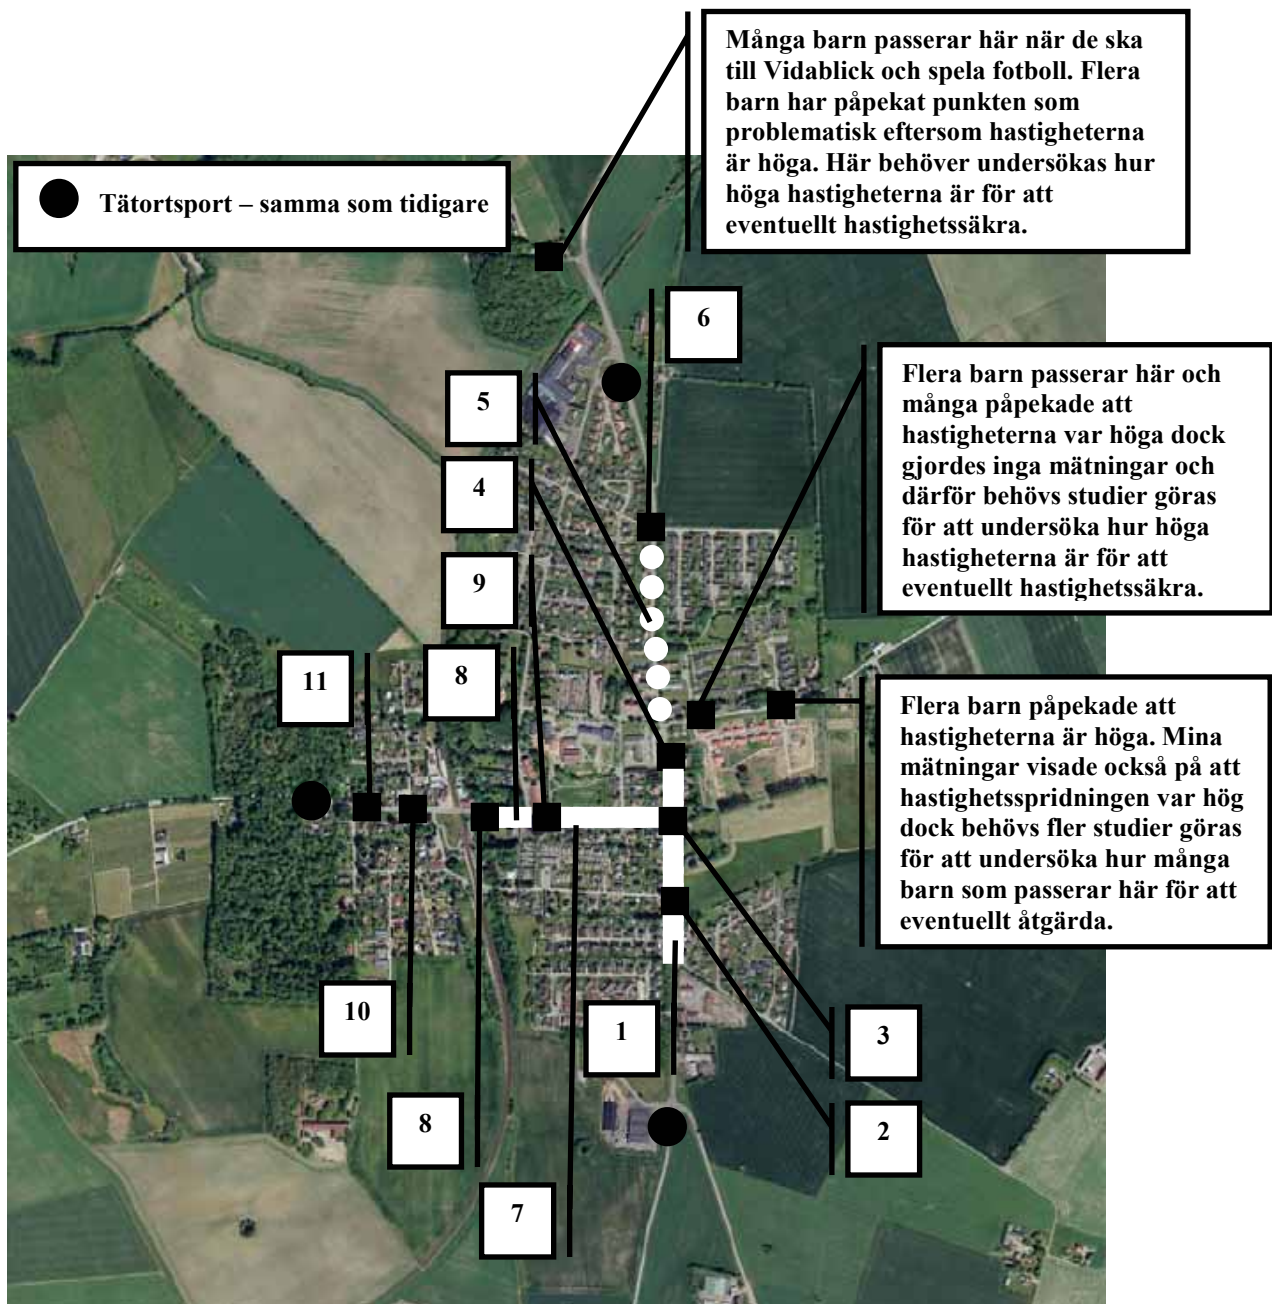 Många barn passerar här när de ska
till Vidablick och spela fotboll. Flera
barn har påpekat punkten som
problematisk eftersom hastigheterna
är höga. Här behöver undersökas hur
höga hastigheterna är för att
eventuellt hastighetssäkra.
Tätortsport – samma som tidigare
6
5
Flera barn passerar här och
många påpekade att
hastigheterna var höga dock
gjordes inga mätningar och
därför behövs studier göras
för att undersöka hur höga
hastigheterna är för att
eventuellt hastighetssäkra.
4
9
8
11
Flera barn påpekade att
hastigheterna är höga. Mina
mätningar visade också på att
hastighetsspridningen var hög
dock behövs fler studier göras
för att undersöka hur många
barn som passerar här för att
eventuellt åtgärda.
10
1
3
8
2
7